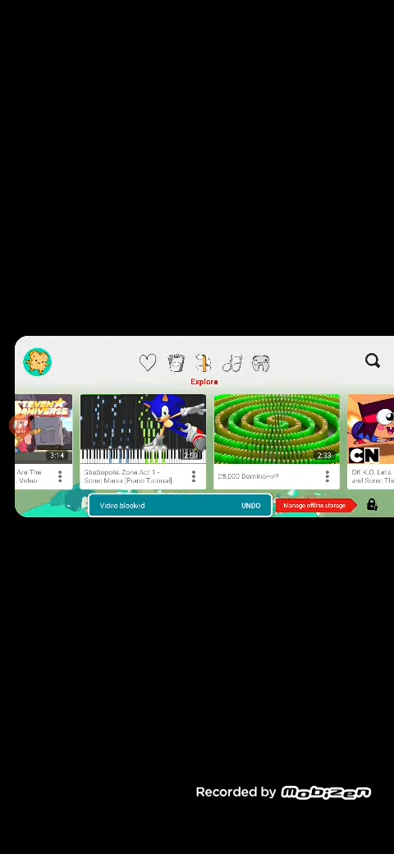 Explore
STEVEN
UNIVERSE
3:14
2:33
CN
Are The
Video
Studiopolis Zone Act 1 -
Sonic Mania [Piano Tutorial]
25,000 Dominoes!?
OK K.O. Lets
and Sonic The
Video blocked
UNDO
Manage offline storage
Recorded by Mobizen